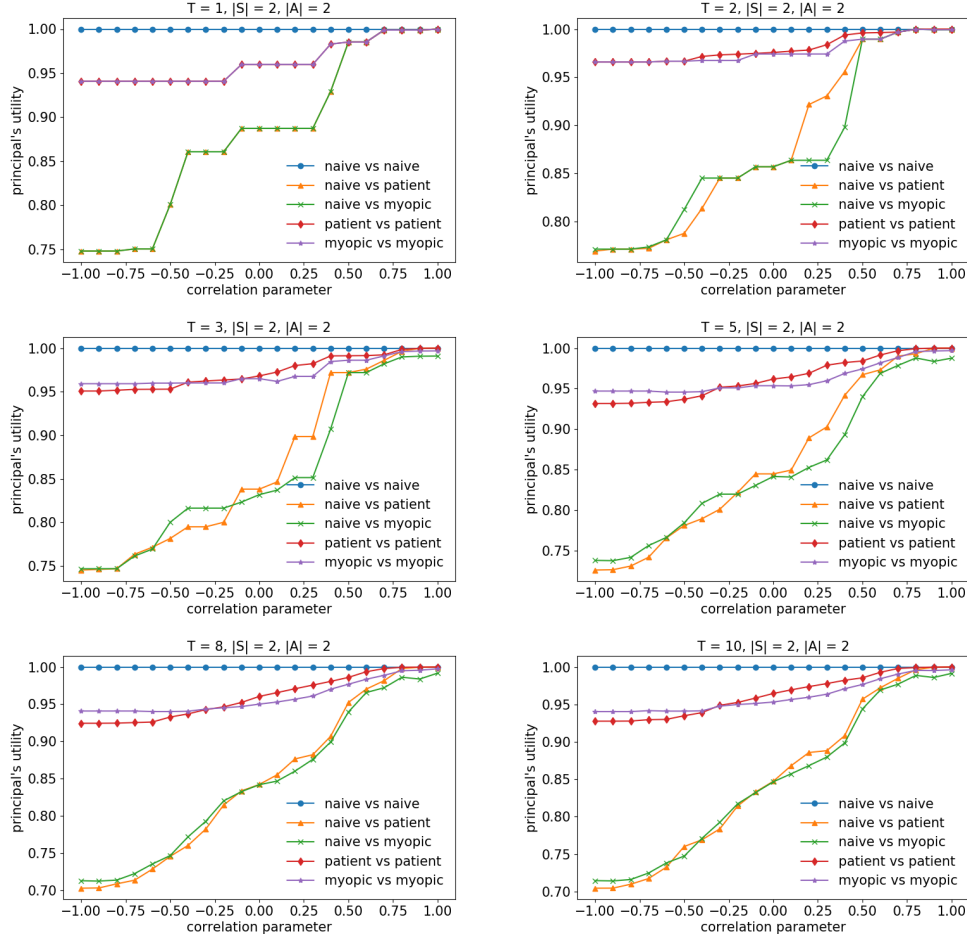 T = 1, |S| = 2, |A| = 2
principal's utility
1.00
0.95
0.90
0.85
0.80
0.75
naive vs naive
naive vs patient
naive vs myopic
patient vs patient
myopic vs myopic
−1.00 −0.75 −0.50 −0.25 0.00 0.25 0.50 0.75 1.00
correlation parameter
T = 2, |S| = 2, |A| = 2
principal's utility
1.00
0.95
0.90
0.85
0.80
naive vs naive
naive vs patient
naive vs myopic
patient vs patient
myopic vs myopic
−1.00 −0.75 −0.50 −0.25 0.00 0.25 0.50 0.75 1.00
correlation parameter
T = 3, |S| = 2, |A| = 2
principal's utility
1.00
0.95
0.90
0.85
0.80
0.75
naive vs naive
naive vs patient
naive vs myopic
patient vs patient
myopic vs myopic
−1.00 −0.75 −0.50 −0.25 0.00 0.25 0.50 0.75 1.00
correlation parameter
T = 5, |S| = 2, |A| = 2
principal's utility
1.00
0.95
0.90
0.85
0.80
0.75
naive vs naive
naive vs patient
naive vs myopic
patient vs patient
myopic vs myopic
−1.00 −0.75 −0.50 −0.25 0.00 0.25 0.50 0.75 1.00
correlation parameter
T = 8, |S| = 2, |A| = 2
principal's utility
1.00
0.95
0.90
0.85
0.80
0.75
0.70
naive vs naive
naive vs patient
naive vs myopic
patient vs patient
myopic vs myopic
−1.00 −0.75 −0.50 −0.25 0.00 0.25 0.50 0.75 1.00
correlation parameter
T = 10, |S| = 2, |A| = 2
principal's utility
1.00
0.95
0.90
0.85
0.80
0.75
0.70
naive vs naive
naive vs patient
naive vs myopic
patient vs patient
myopic vs myopic
−1.00 −0.75 −0.50 −0.25 0.00 0.25 0.50 0.75 1.00
correlation parameter